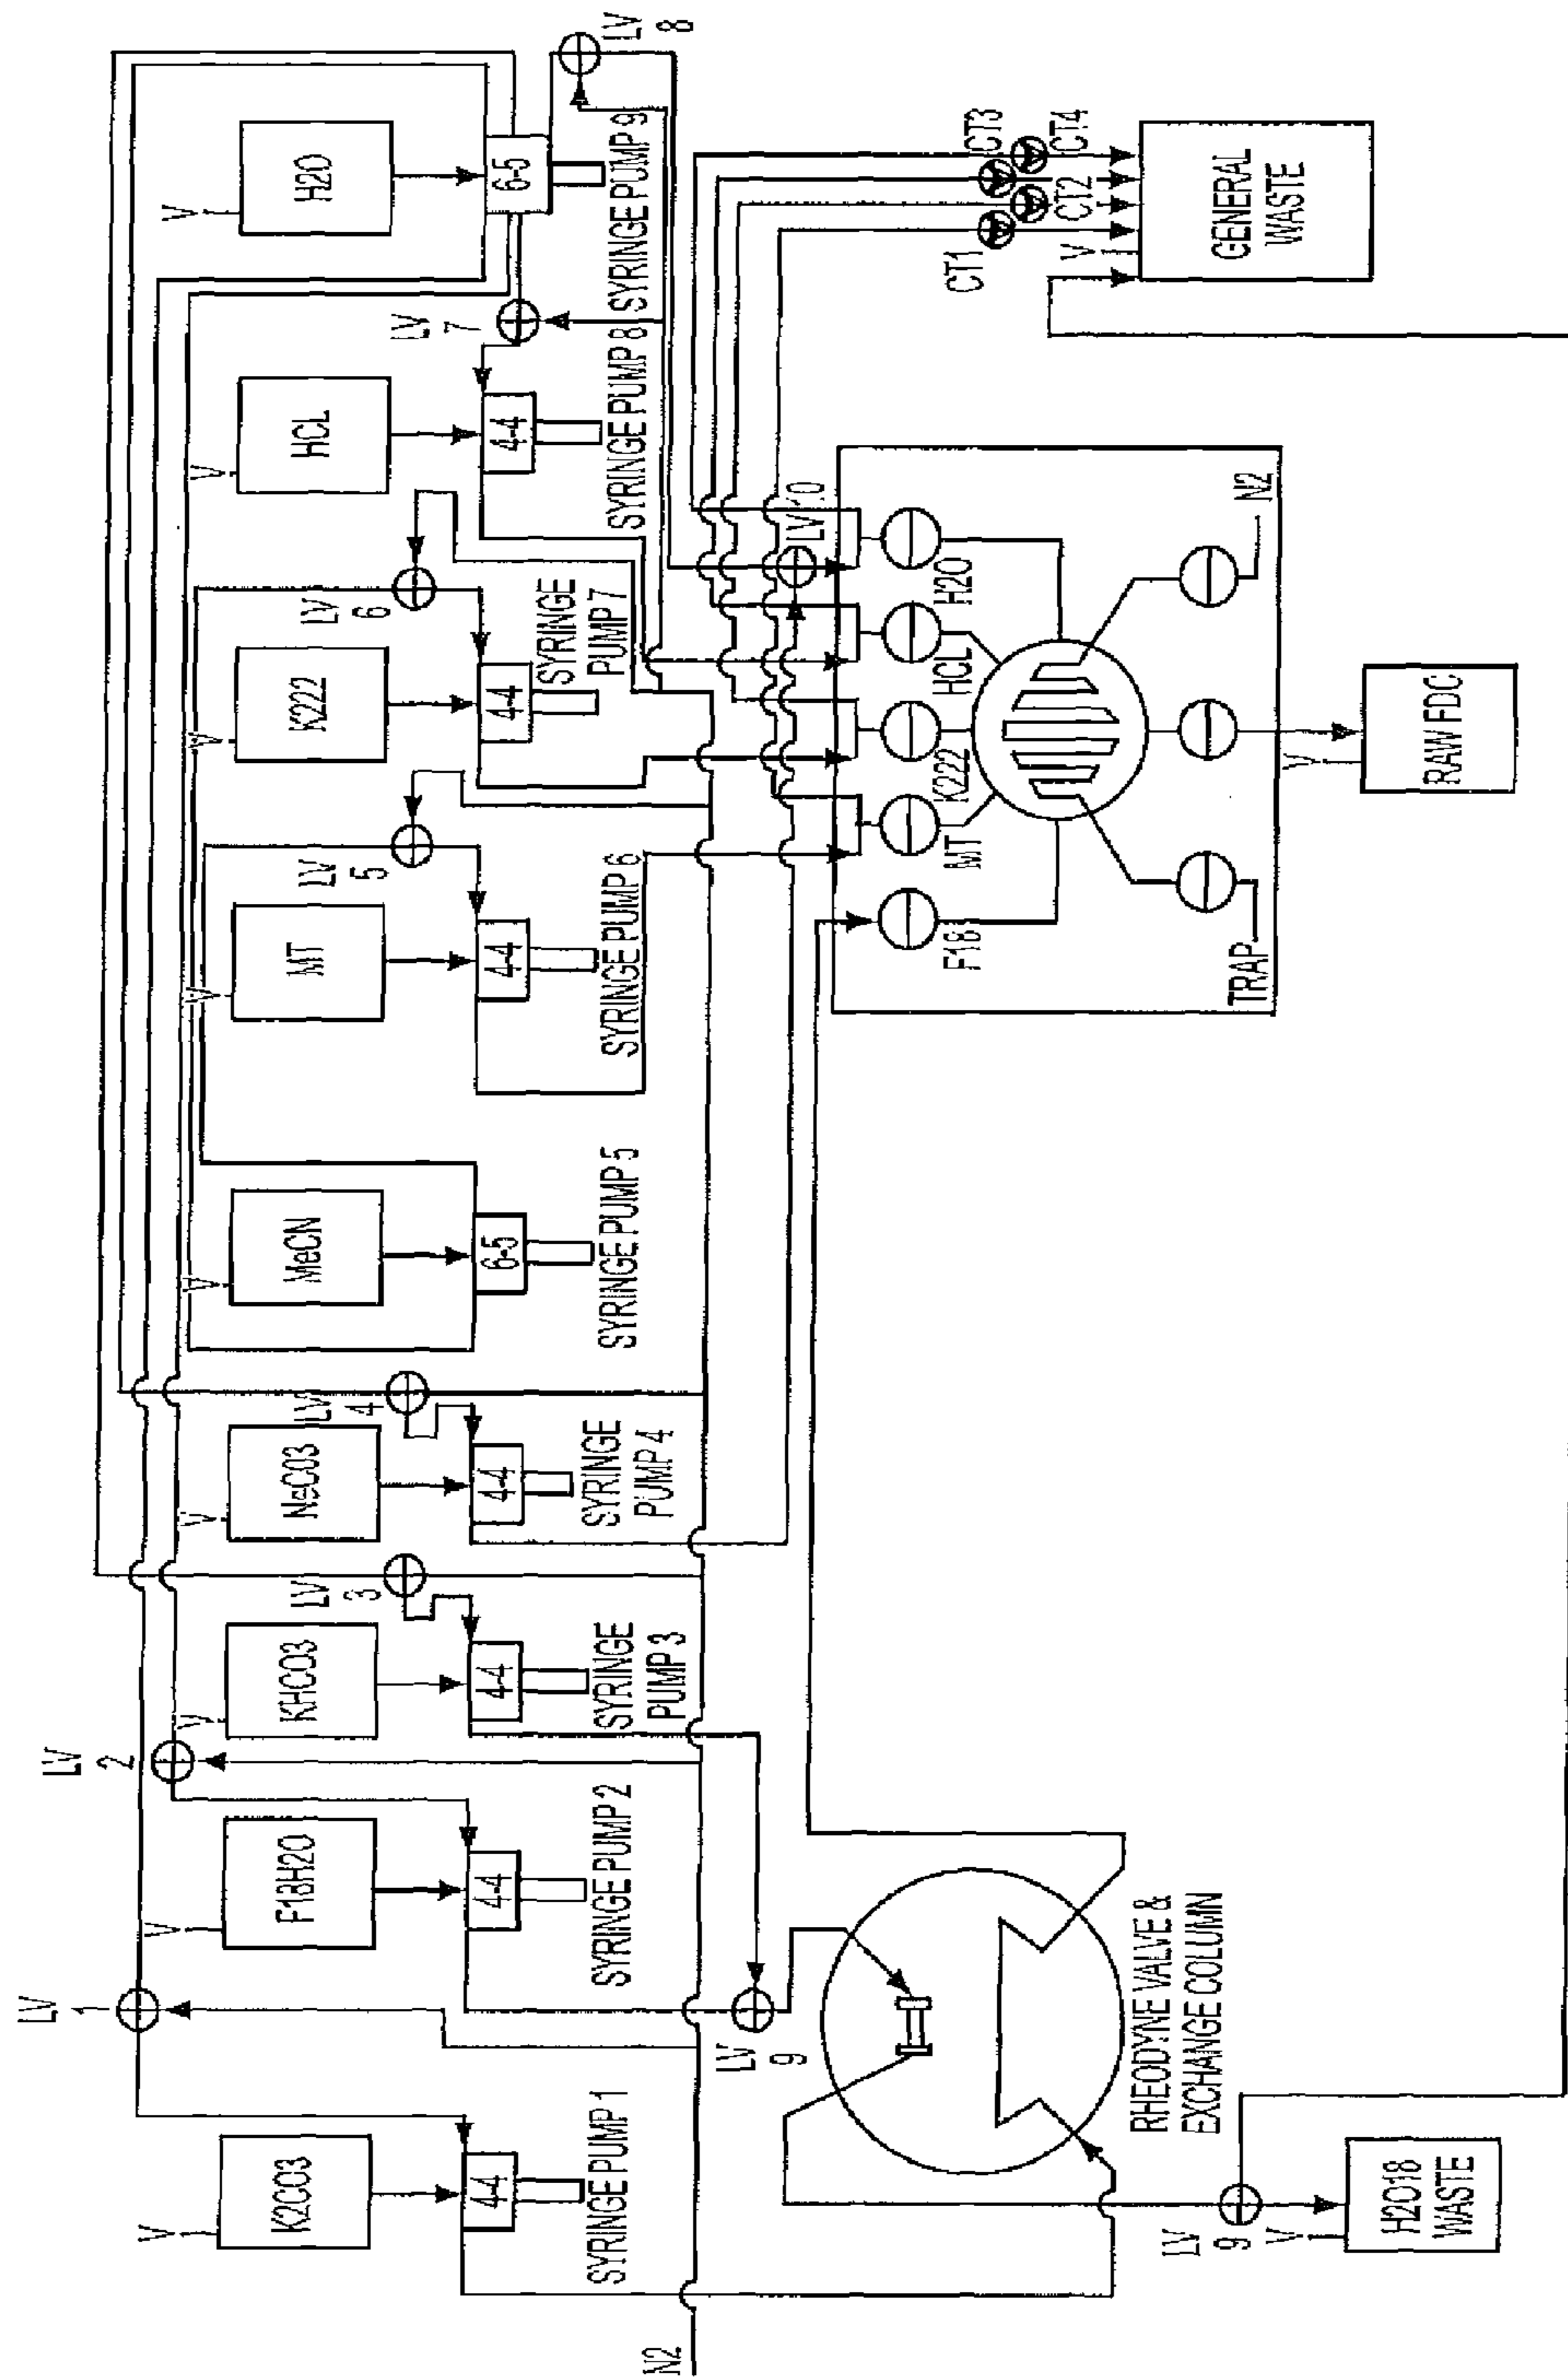 K2CO3
V
LV
1
4-4
SYRINGE PUMP 1
N2
F18H2O
V
LV
2
4-4
SYRINGE PUMP 2
KHCO3
V
LV
3
4-4
SYRINGE
PUMP 3
NaCO3
V
LV
4
4-4
SYRINGE
PUMP 4
MeCN
V
6-5
SYRINGE PUMP 5
MT
V
LV
5
4-4
SYRINGE PUMP 6
K222
V
LV
6
4-4
SYRINGE
PUMP 7
HCL
V
LV
7
4-4
SYRINGE PUMP 8
H2O
V
6-5
SYRINGE PUMP 9
LV
8
LV
9
RHEODYNE VALVE &
EXCHANGE COLUMN
LV
9
V
H2O18
WASTE
LV 10
F18
MT
K222
HCL
H2O
TRAP
N2
V
RAW FDC
CT1
CT2
CT3
CT4
V
GENERAL
WASTE